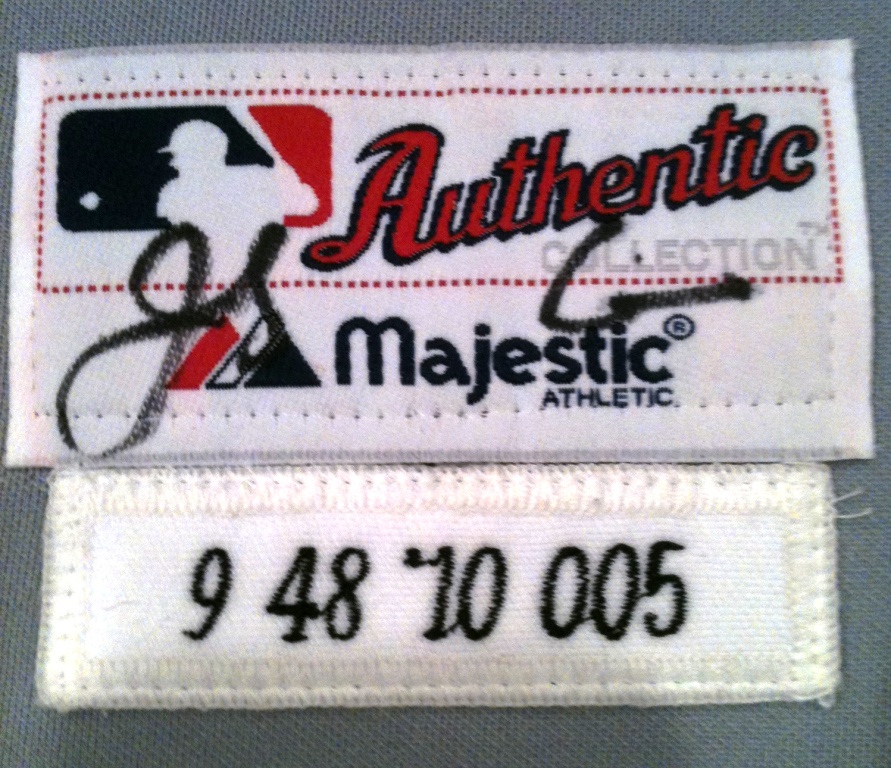 Authentic
COLLECTION™
Majestic®
ATHLETIC
9 48 '10 005